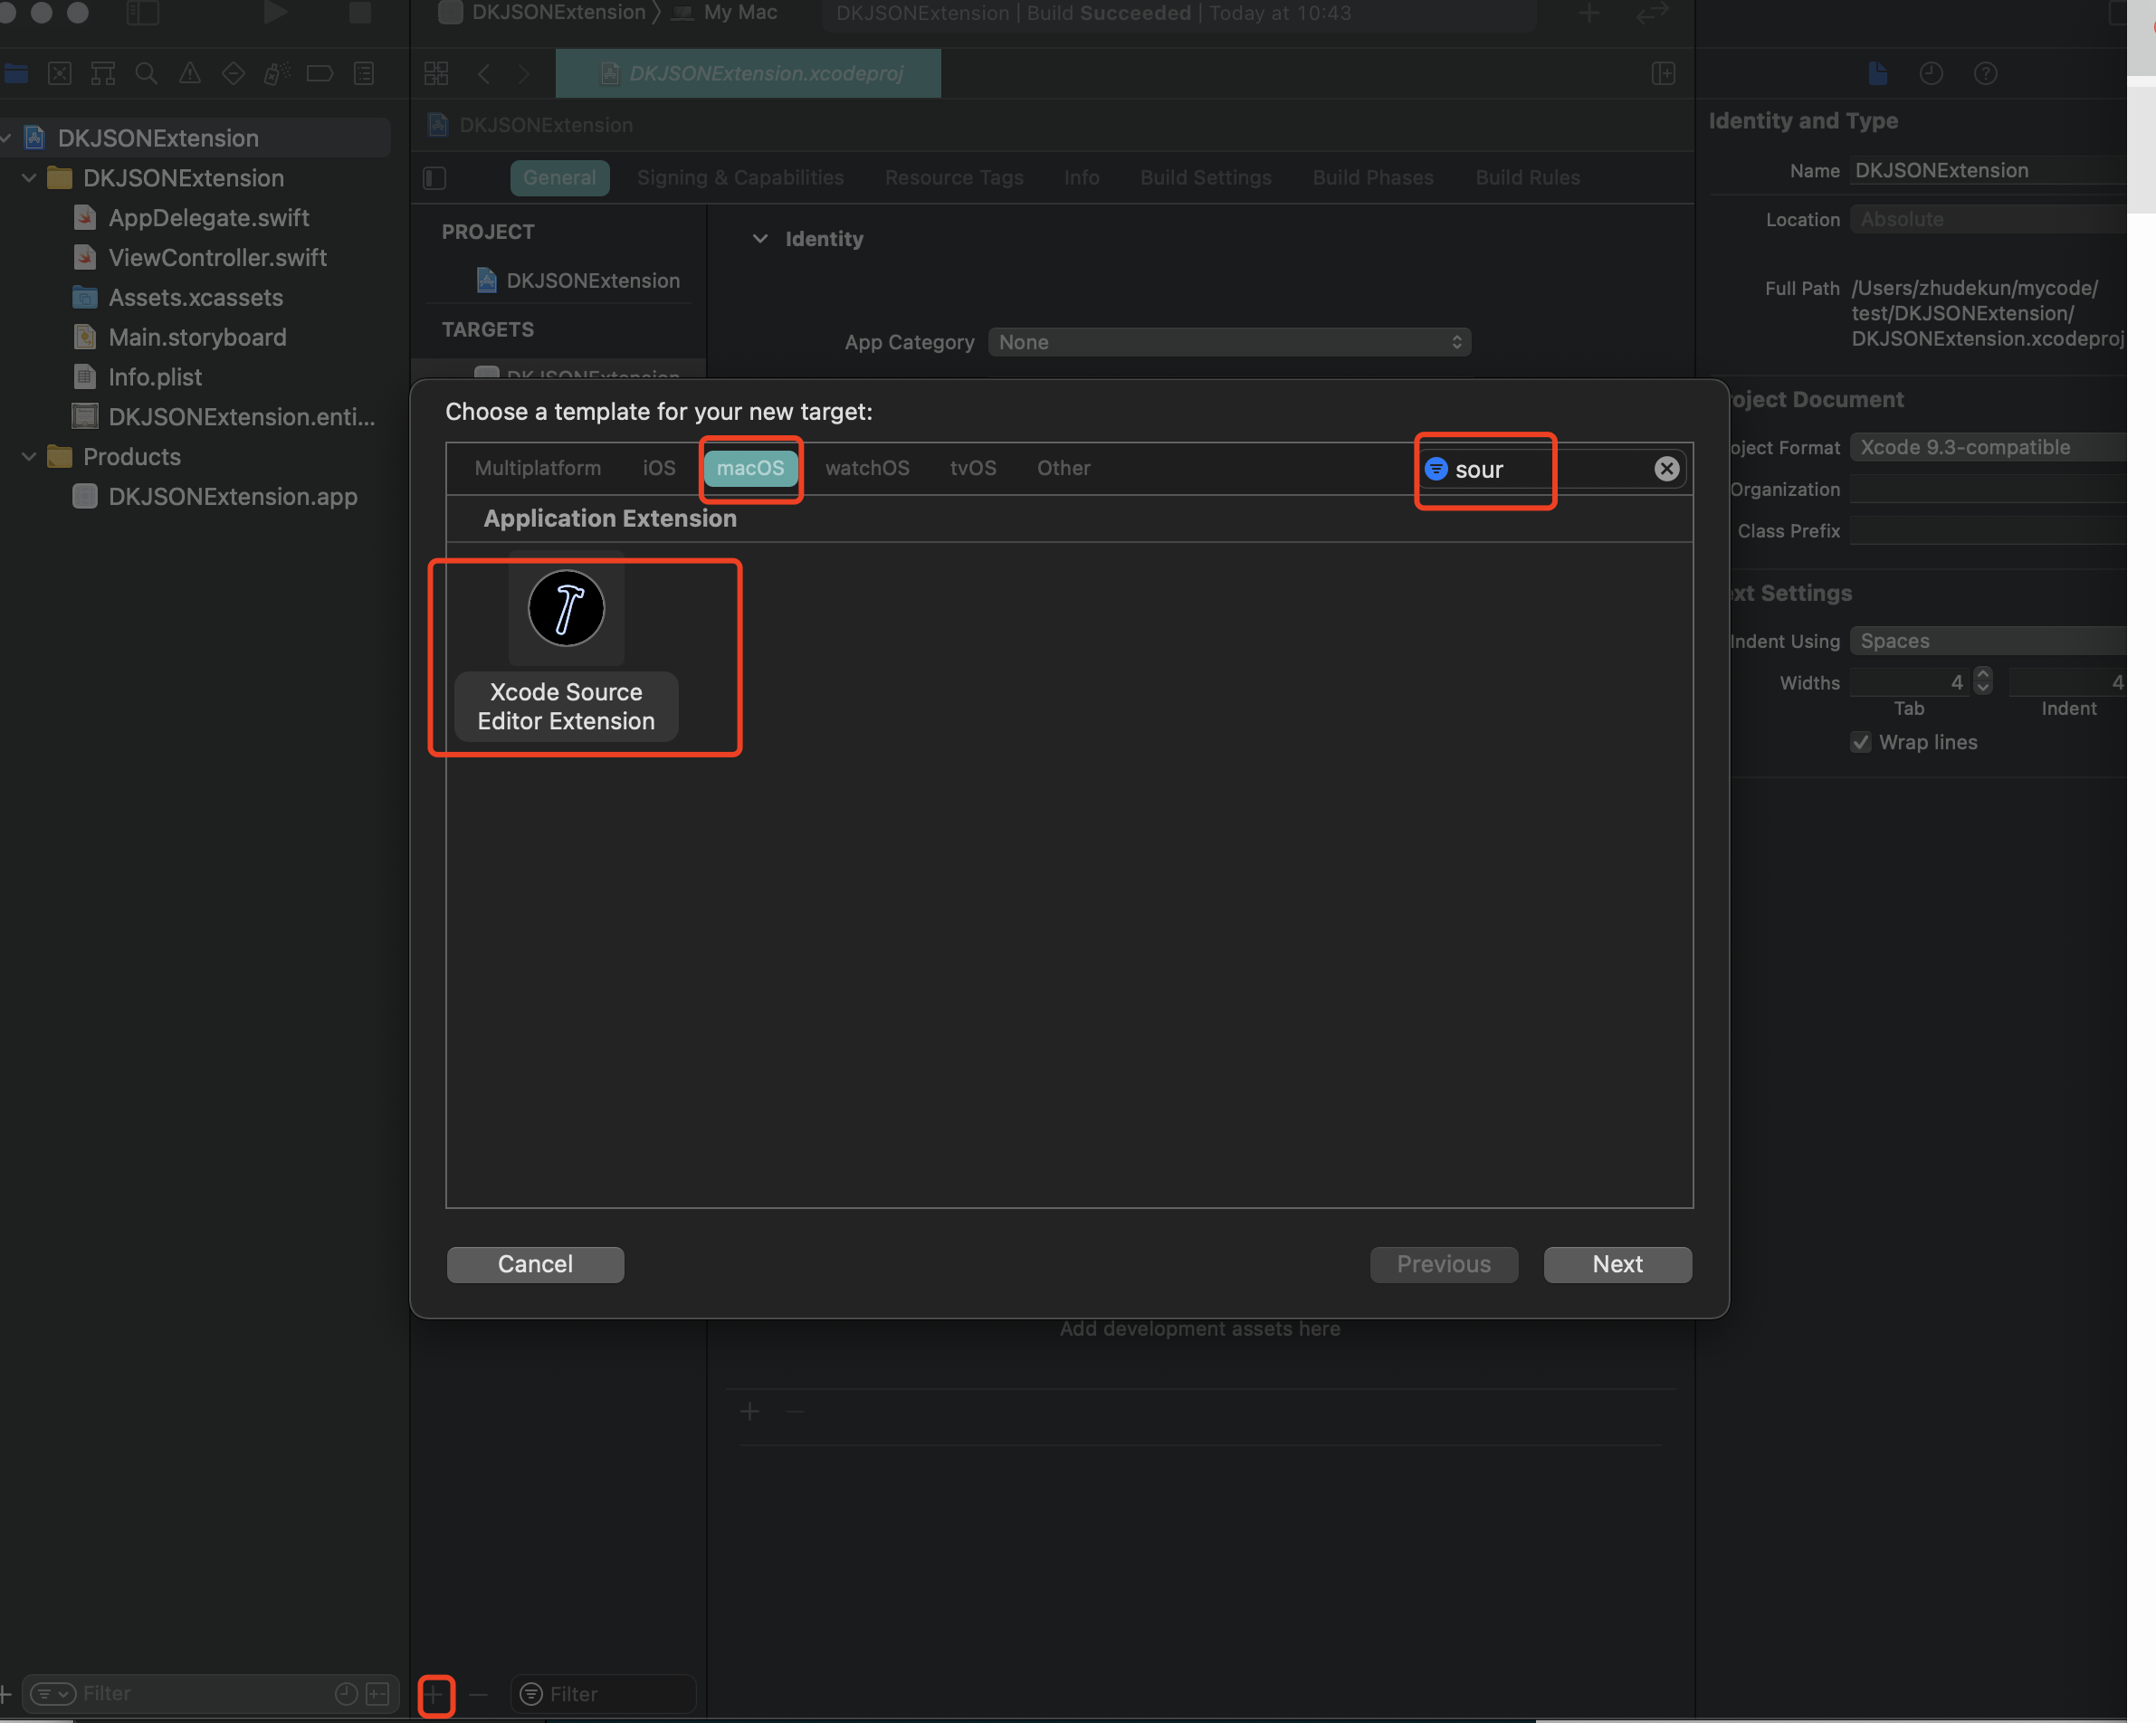 DKJSONExtension
My Mac
DKJSONExtension | Build Succeeded | Today at 10:43
DKJSONExtension.xcodeproj
DKJSONExtension
DKJSONExtension
DKJSONExtension
AppDelegate.swift
ViewController.swift
Assets.xcassets
Main.storyboard
Info.plist
DKJSONExtension.enti...
Products
DKJSONExtension.app
General
Signing & Capabilities
Resource Tags
Info
Build Settings
Build Phases
Build Rules
PROJECT
DKJSONExtension
TARGETS
DKJSONExtension
Identity
App Category
None
Identity and Type
Name
DKJSONExtension
Location
Absolute
Full Path
/Users/zhudekun/mycode/
test/DKJSONExtension/
DKJSONExtension.xcodeproj
oject Document
oject Format
Xcode 9.3-compatible
Organization
Class Prefix
xt Settings
Indent Using
Spaces
Widths
4
4
Tab
Indent
Wrap lines
Choose a template for your new target:
Multiplatform
iOS
macOS
watchOS
tvOS
Other
sour
Application Extension
Xcode Source
Editor Extension
Cancel
Previous
Next
Add development assets here
Filter
Filter